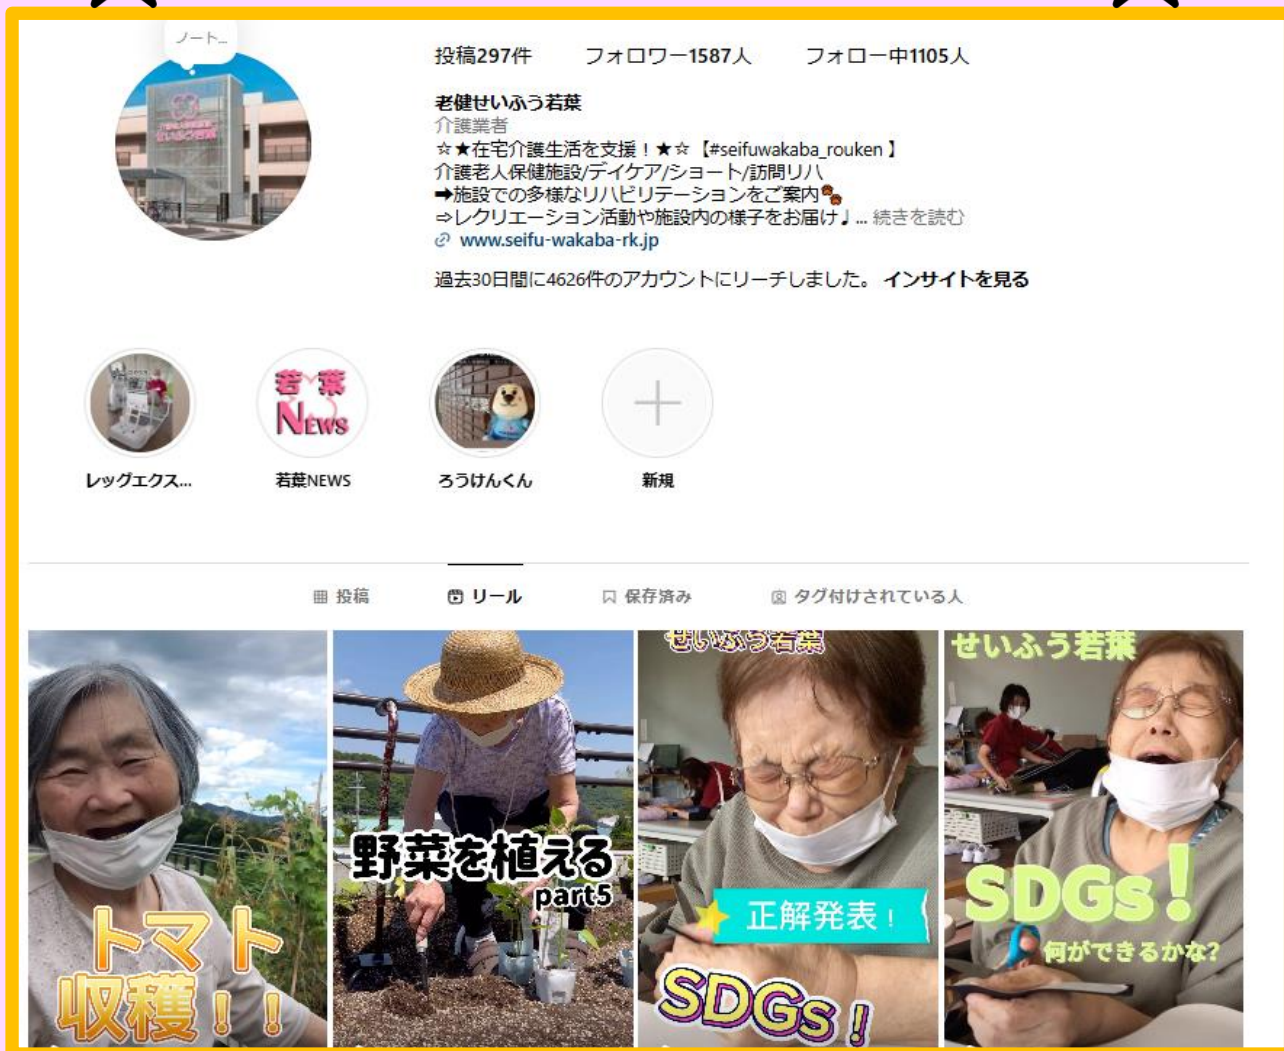 ノート...
投稿297件 フォロワー1587人 フォロー中1105人
老健せいふう若葉
介護業者
☆★在宅介護生活を支援！★☆【#seifuwakaba_rouken 】
介護老人保健施設/デイケア/ショート/訪問リハ
➡施設での多様なリハビリテーションをご案内🐾
⇒レクリエーション活動や施設内の様子をお届け♩... 続きを読む
www.seifu-wakaba-rk.jp
過去30日間に4626件のアカウントにリーチしました。 インサイトを見る
若葉
NEWS
レッグエクス... 若葉NEWS ろうけんくん 新規
投稿 リール 保存済み タグ付けされている人
トマト
収穫！！
野菜を植える
part5
せいふう若葉
正解発表！
SDGs！
せいふう若葉
SDGs！
何ができるかな?